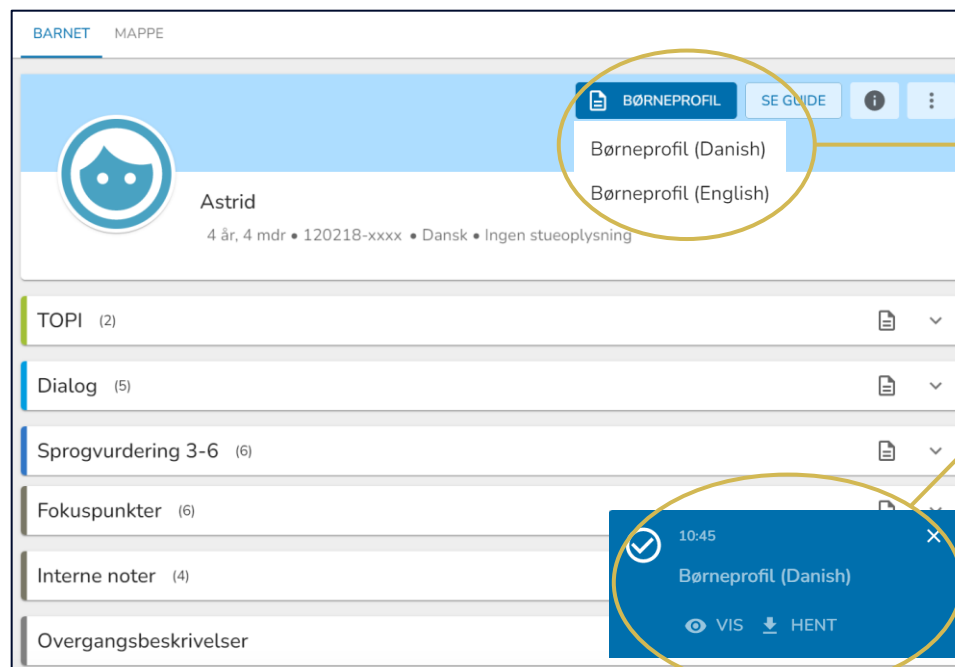 BARNET MAPPE
BØRNEPROFIL SE GUIDE
Børneprofil (Danish)
Børneprofil (English)
Astrid
4 år, 4 mdr • 120218-xxxx • Dansk • Ingen stueoplysning
TOPI (2)
Dialog (5)
Sprogvurdering 3-6 (6)
Fokuspunkter (6)
10:45
Interne noter (4)
Børneprofil (Danish)
VIS HENT
Overgangsbeskrivelser